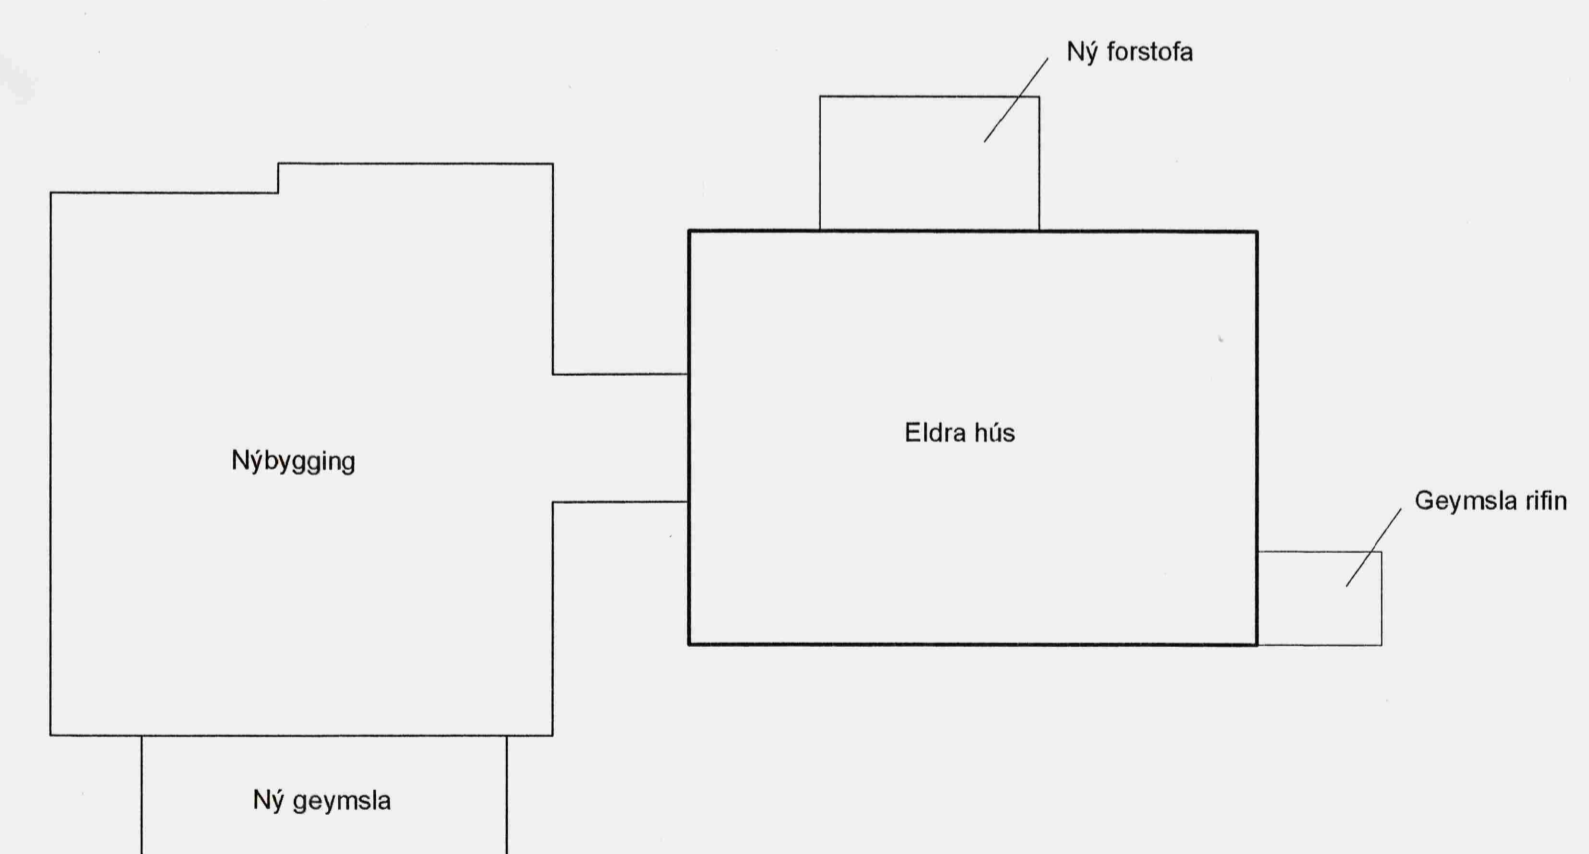 Ný forstofa
Eldra hús
Nýbygging
Geymsla rifin
Ný geymsla